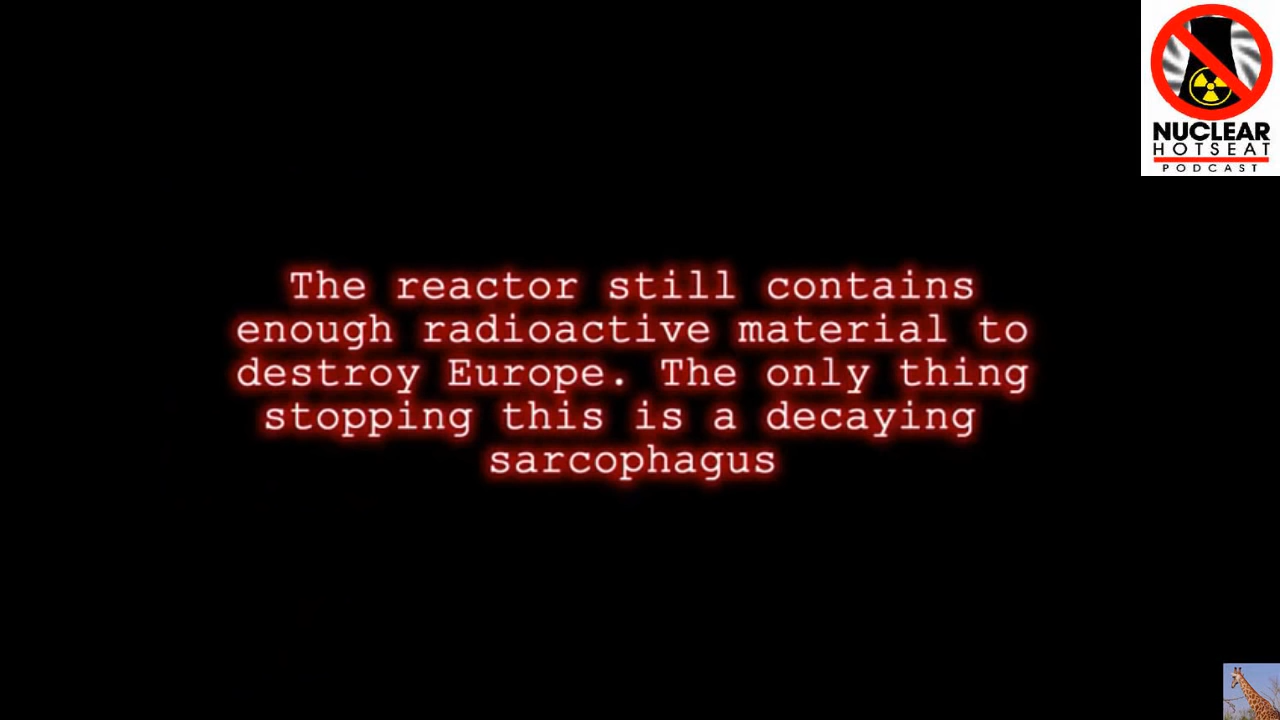 NUCLEAR
HOTSEAT
PODCAST
The reactor still contains
enough radioactive material to
destroy Europe. The only thing
stopping this is a decaying
sarcophagus